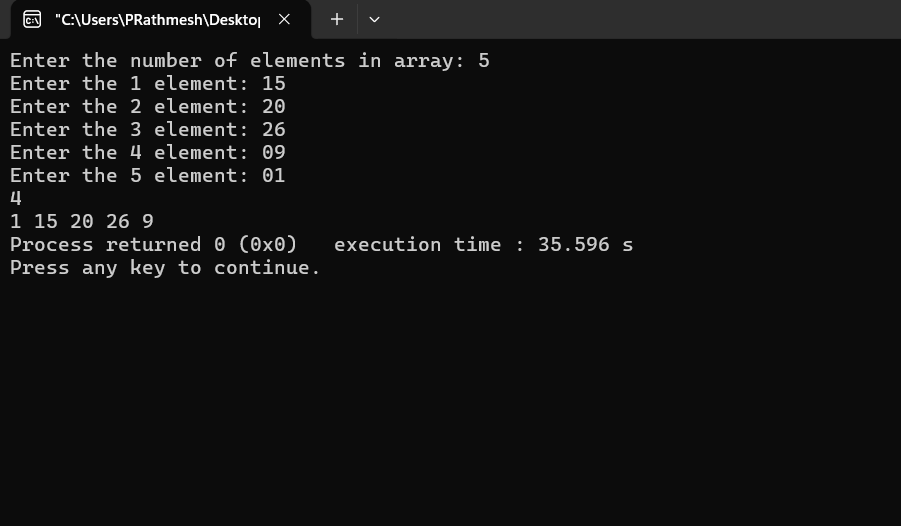 "C:\Users\PRathmesh\Desktop
Enter the number of elements in array: 5
Enter the 1 element: 15
Enter the 2 element: 20
Enter the 3 element: 26
Enter the 4 element: 09
Enter the 5 element: 01
4
1 15 20 26 9
Process returned 0 (0x0)   execution time : 35.596 s
Press any key to continue.